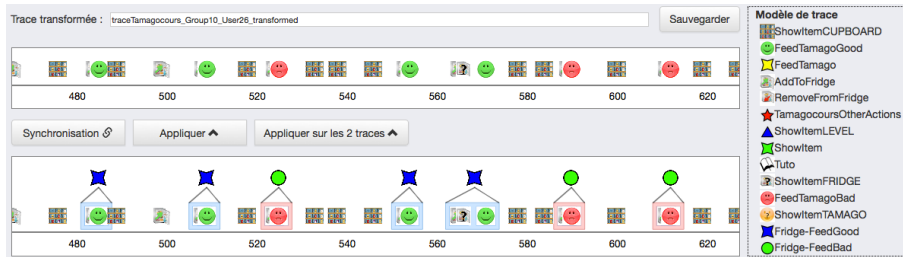 Trace transformée : traceTamagocours_Group10_User26_transformed Sauvegarder
480 500 520 540 560 580 600 620
Synchronisation Appliquer Appliquer sur les 2 traces
480 500 520 540 560 580 600 620
Modèle de trace
ShowItemCUPBOARD
FeedTamagoGood
FeedTamago
AddToFridge
RemoveFromFridge
TamagocoursOtherActions
ShowItemLEVEL
ShowItem
Tuto
ShowItemFRIDGE
FeedTamagoBad
ShowItemTAMAGO
Fridge-FeedGood
Fridge-FeedBad